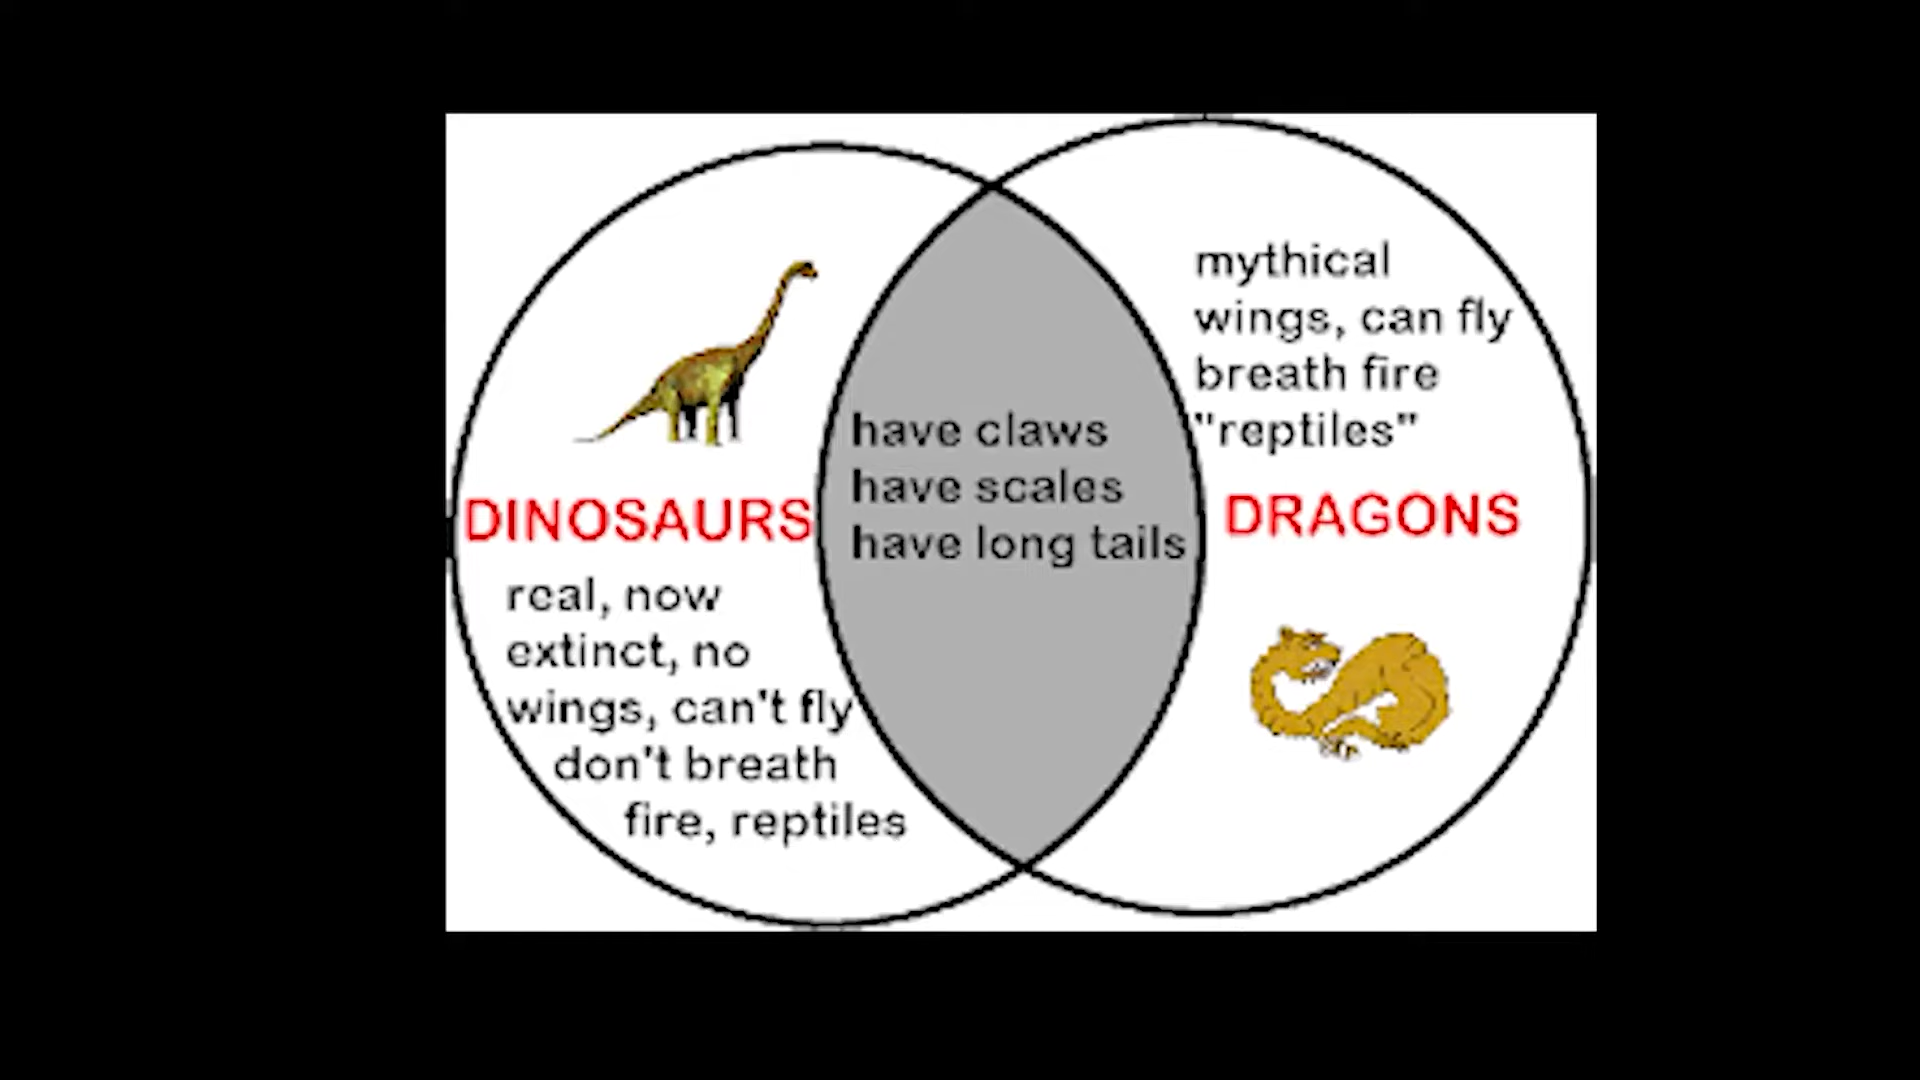 DINOSAURS
real, now
extinct, no
wings, can't fly
don't breath
fire, reptiles
have claws
have scales
have long tails
mythical
wings, can fly
breath fire
"reptiles"
DRAGONS